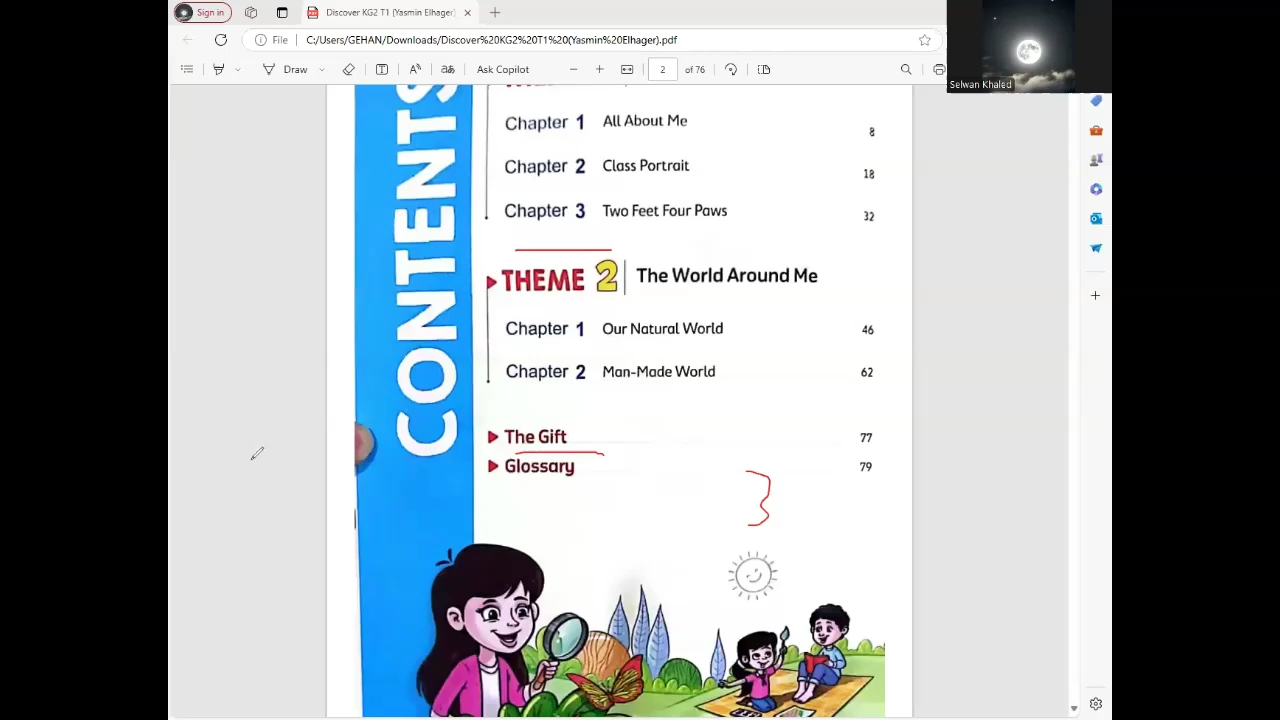 Sign in
Discover KG2 T1 (Yasmin Elhager)
File
C:/Users/GEHAN/Downloads/Discover%20KG2%20T1%20(Yasmin%20Elhager).pdf
Draw
Ask Copilot
2 of 76
Selwan Khaled
CONTENTS
Chapter 1 All About Me 8
Chapter 2 Class Portrait 18
Chapter 3 Two Feet Four Paws 32
THEME 2 The World Around Me
Chapter 1 Our Natural World 46
Chapter 2 Man-Made World 62
The Gift 77
Glossary 79
3